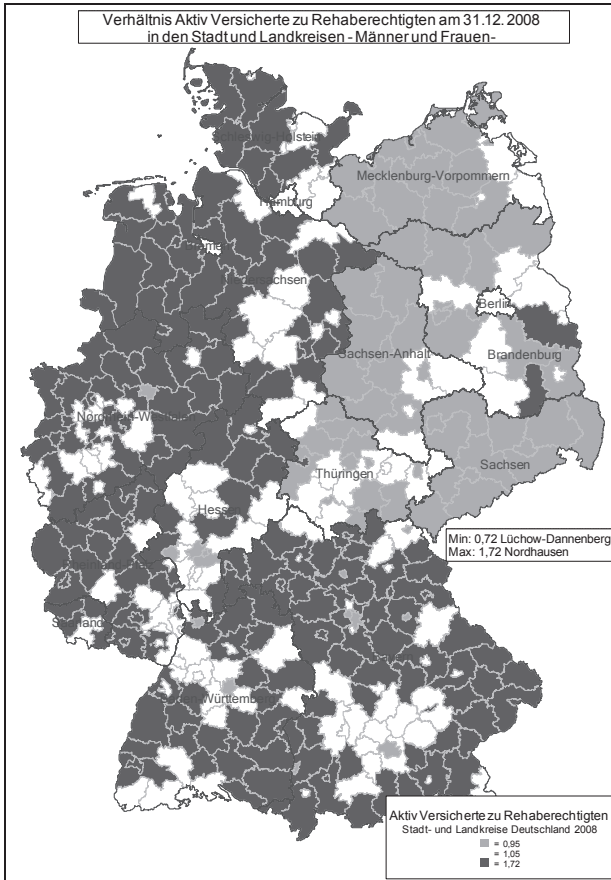 Verhältnis Aktiv Versicherte zu Rehaberechtigten am 31.12.2008
in den Stadt und Landkreisen - Männer und Frauen-
Schleswig-Holstein
Mecklenburg-Vorpommern
Hamburg
Berlin
Sachsen-Anhalt
Brandenburg
Sachsen
Thüringen
Hessen
Saarland
Min: 0,72 Lüchow-Dannenberg
Max: 1,72 Nordhausen
Aktiv Versicherte zu Rehaberechtigten
Stadt- und Landkreise Deutschland 2008
= 0,95
= 1,05
= 1,72